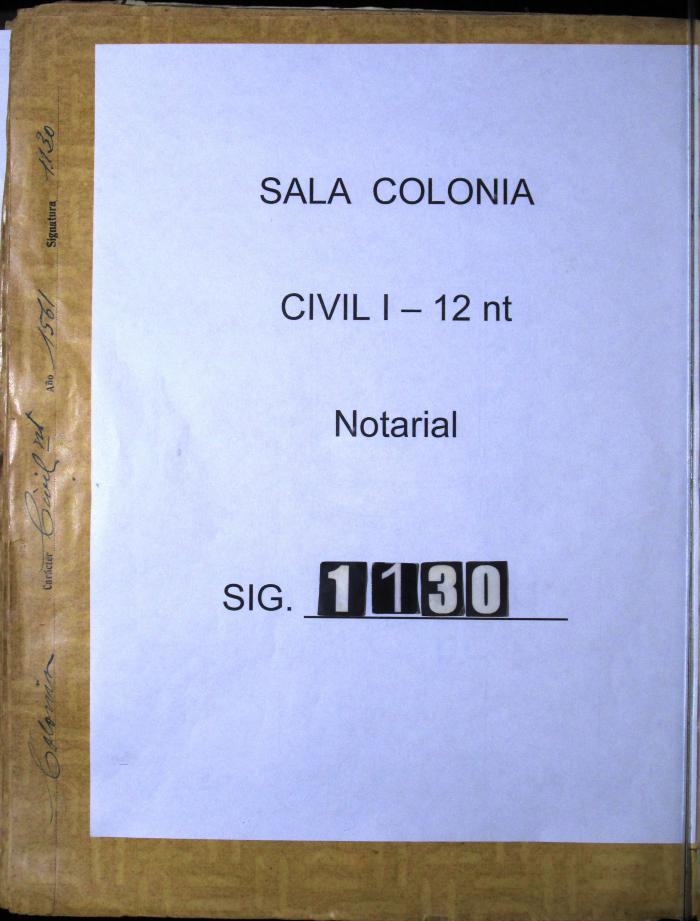 SALA COLONIA
CIVIL I – 12 nt
Notarial
SIG. 1130
Colonia Carácter Civil nt Año 1561 Signatura 1130